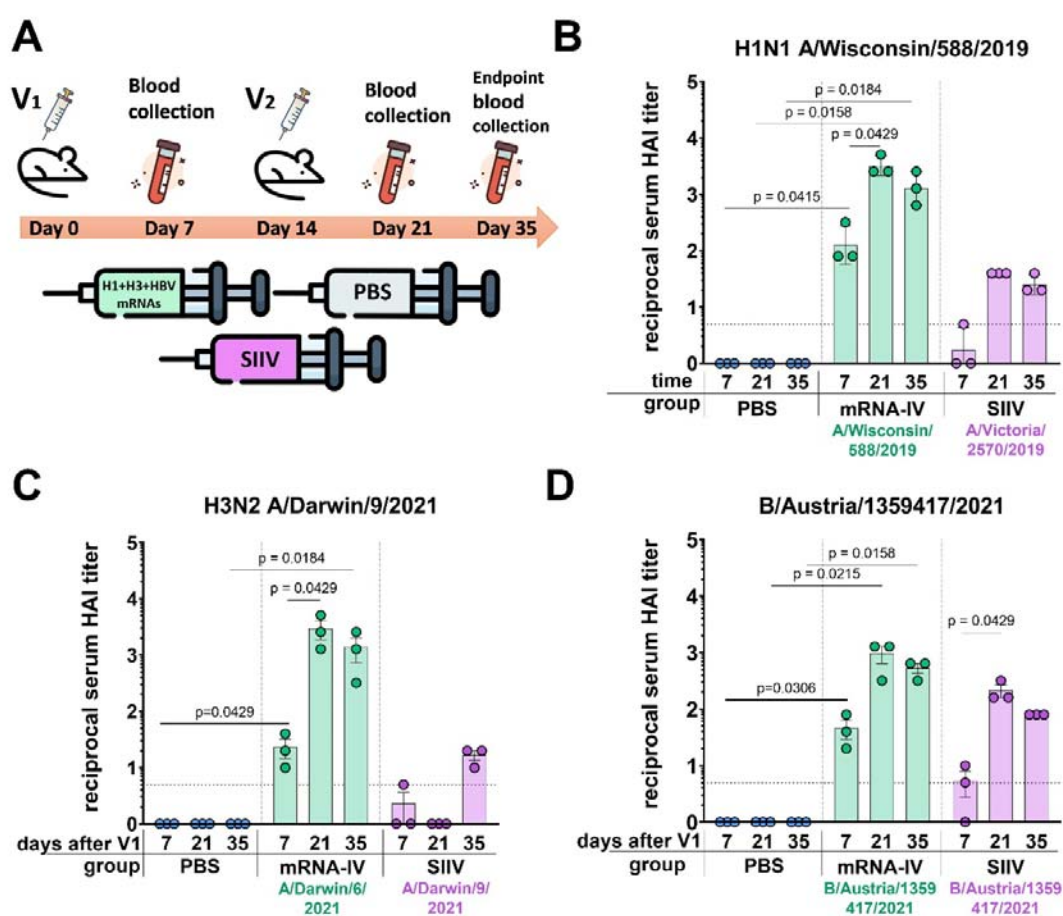 A
V1
Blood
collection
V2
Blood
collection
Endpoint
blood
collection
Day 0
Day 7
Day 14
Day 21
Day 35
H1+H3+HBV
mRNAs
PBS
SIIV
B
H1N1 A/Wisconsin/588/2019
reciprocal serum HAI titer
5
4
3
2
1
0
p = 0.0184
p = 0.0158
p = 0.0429
p = 0.0415
time 7 21 35 7 21 35 7 21 35
group PBS mRNA-IV SIIV
A/Wisconsin/
588/2019
A/Victoria/
2570/2019
C
H3N2 A/Darwin/9/2021
reciprocal serum HAI titer
5
4
3
2
1
0
p = 0.0184
p = 0.0429
p=0.0429
days after V1 7 21 35 7 21 35 7 21 35
group PBS mRNA-IV SIIV
A/Darwin/6/
2021
A/Darwin/9/
2021
D
B/Austria/1359417/2021
reciprocal serum HAI titer
5
4
3
2
1
0
p = 0.0158
p = 0.0215
p = 0.0429
p=0.0306
days after V1 7 21 35 7 21 35 7 21 35
group PBS mRNA-IV SIIV
B/Austria/1359
417/2021
B/Austria/1359
417/2021